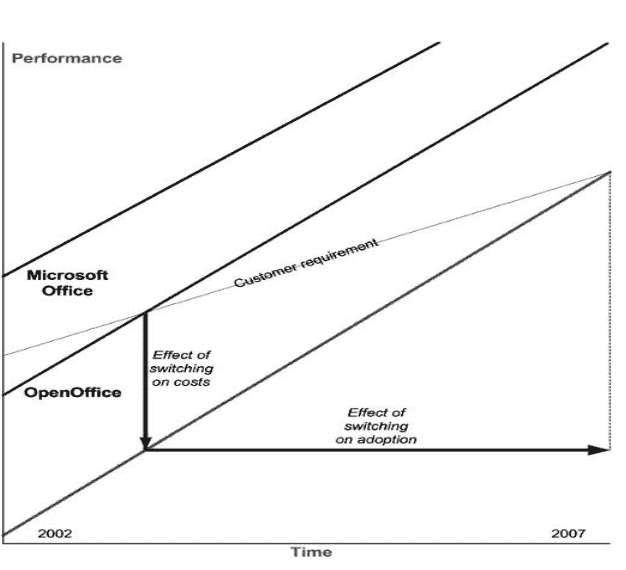 Performance
Microsoft
Office
Customer requirement
Effect of
switching
on costs
OpenOffice
Effect of
switching
on adoption
2002
2007
Time